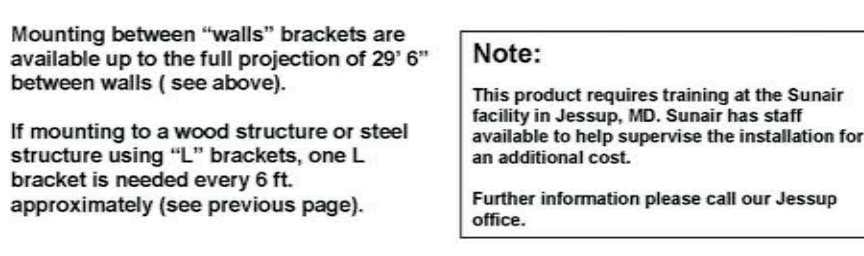 Mounting between “walls” brackets are
available up to the full projection of 29’ 6”
between walls ( see above).
If mounting to a wood structure or steel
structure using “L” brackets, one L
bracket is needed every 6 ft.
approximately (see previous page).
Note:
This product requires training at the Sunair
facility in Jessup, MD. Sunair has staff
available to help supervise the installation for
an additional cost.
Further information please call our Jessup
office.